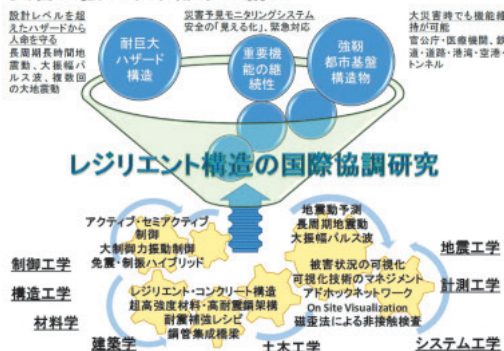 設計レベルを超
えたハザードから
人命を守る
長周期長時間地
震動、大振幅パ
ルス波、複数回
の大地震動
災害予見モニタリングシステム
安全の「見える化」、緊急対応
大災害時でも機能維
持が可能
官公庁・医療機関、鉄
道・道路・港湾・空港・
トンネル
耐巨大
ハザード
構造
重要機
能の継
続性
強靭
都市基盤
構造物
レジリエント構造の国際協調研究
アクティブ・セミアクティブ
制御
大制御力振動制御
免震・制振ハイブリッド
地震動予測
長周期地震動
大振幅パルス波
制御工学
構造工学
材料学
建築学
レジリエント・コンクリート構造
超高強度材料・高耐震鋼架構
耐震補強レシピ
鋼管集成橋梁
被害状況の可視化
可視化技術のマネジメント
アドホックネットワーク
On Site Visualization
磁歪法による非接触検査
地震工学
計測工学
土木工学
システム工学